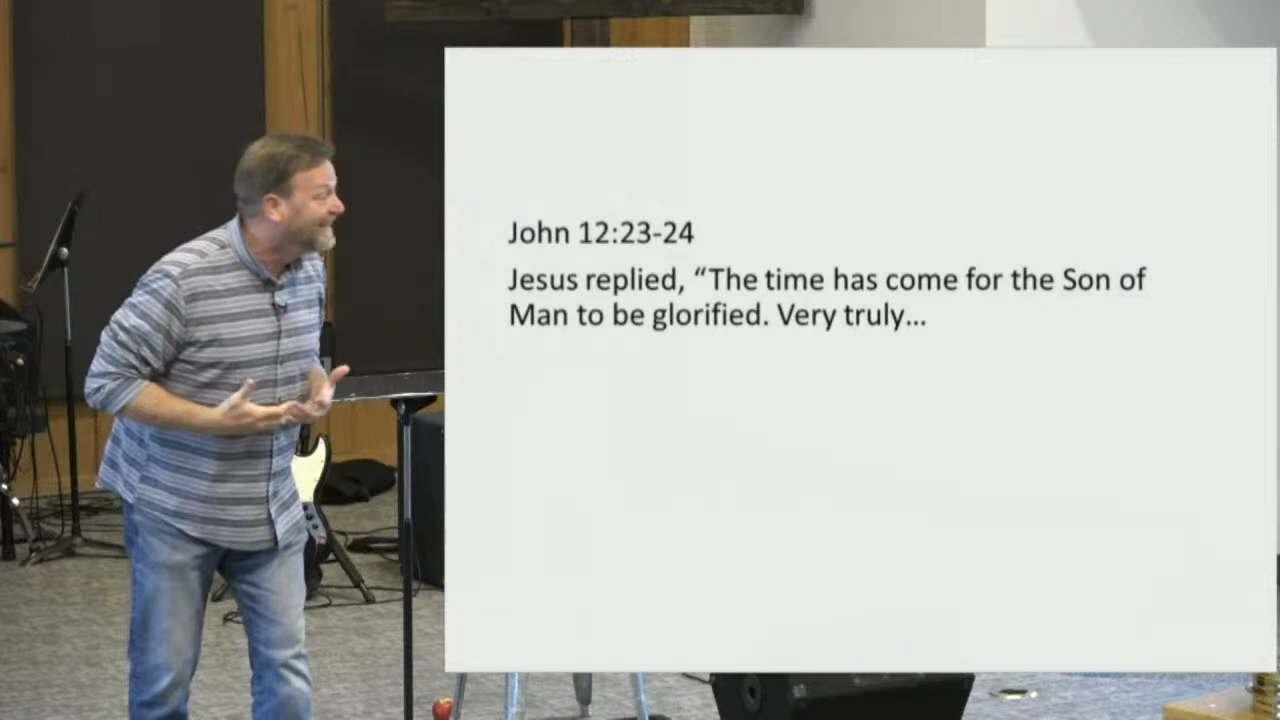 John 12:23-24
Jesus replied, “The time has come for the Son of
Man to be glorified. Very truly...